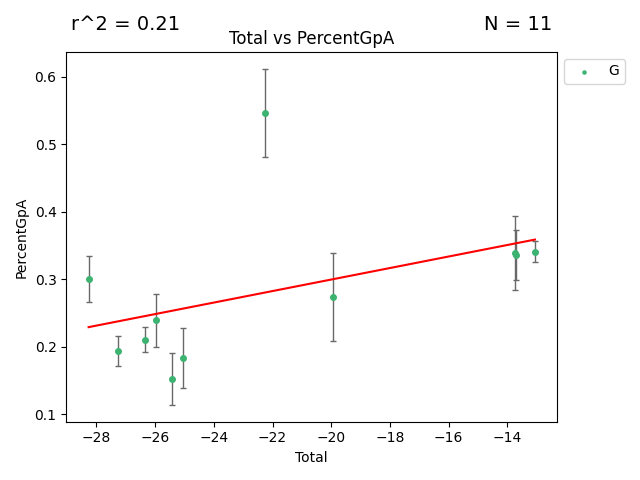 r^2 = 0.21
N = 11
Total vs PercentGpA
G
PercentGpA
0.6
0.5
0.4
0.3
0.2
0.1
−28
−26
−24
−22
−20
−18
−16
−14
Total